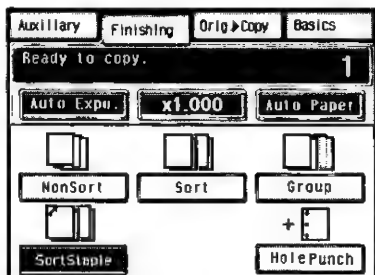 Auxillary Finishing Orig▶Copy Basics
Ready to copy.
1
Auto Expo. x1.000 Auto Paper
NonSort Sort Group
+
SortStaple HolePunch